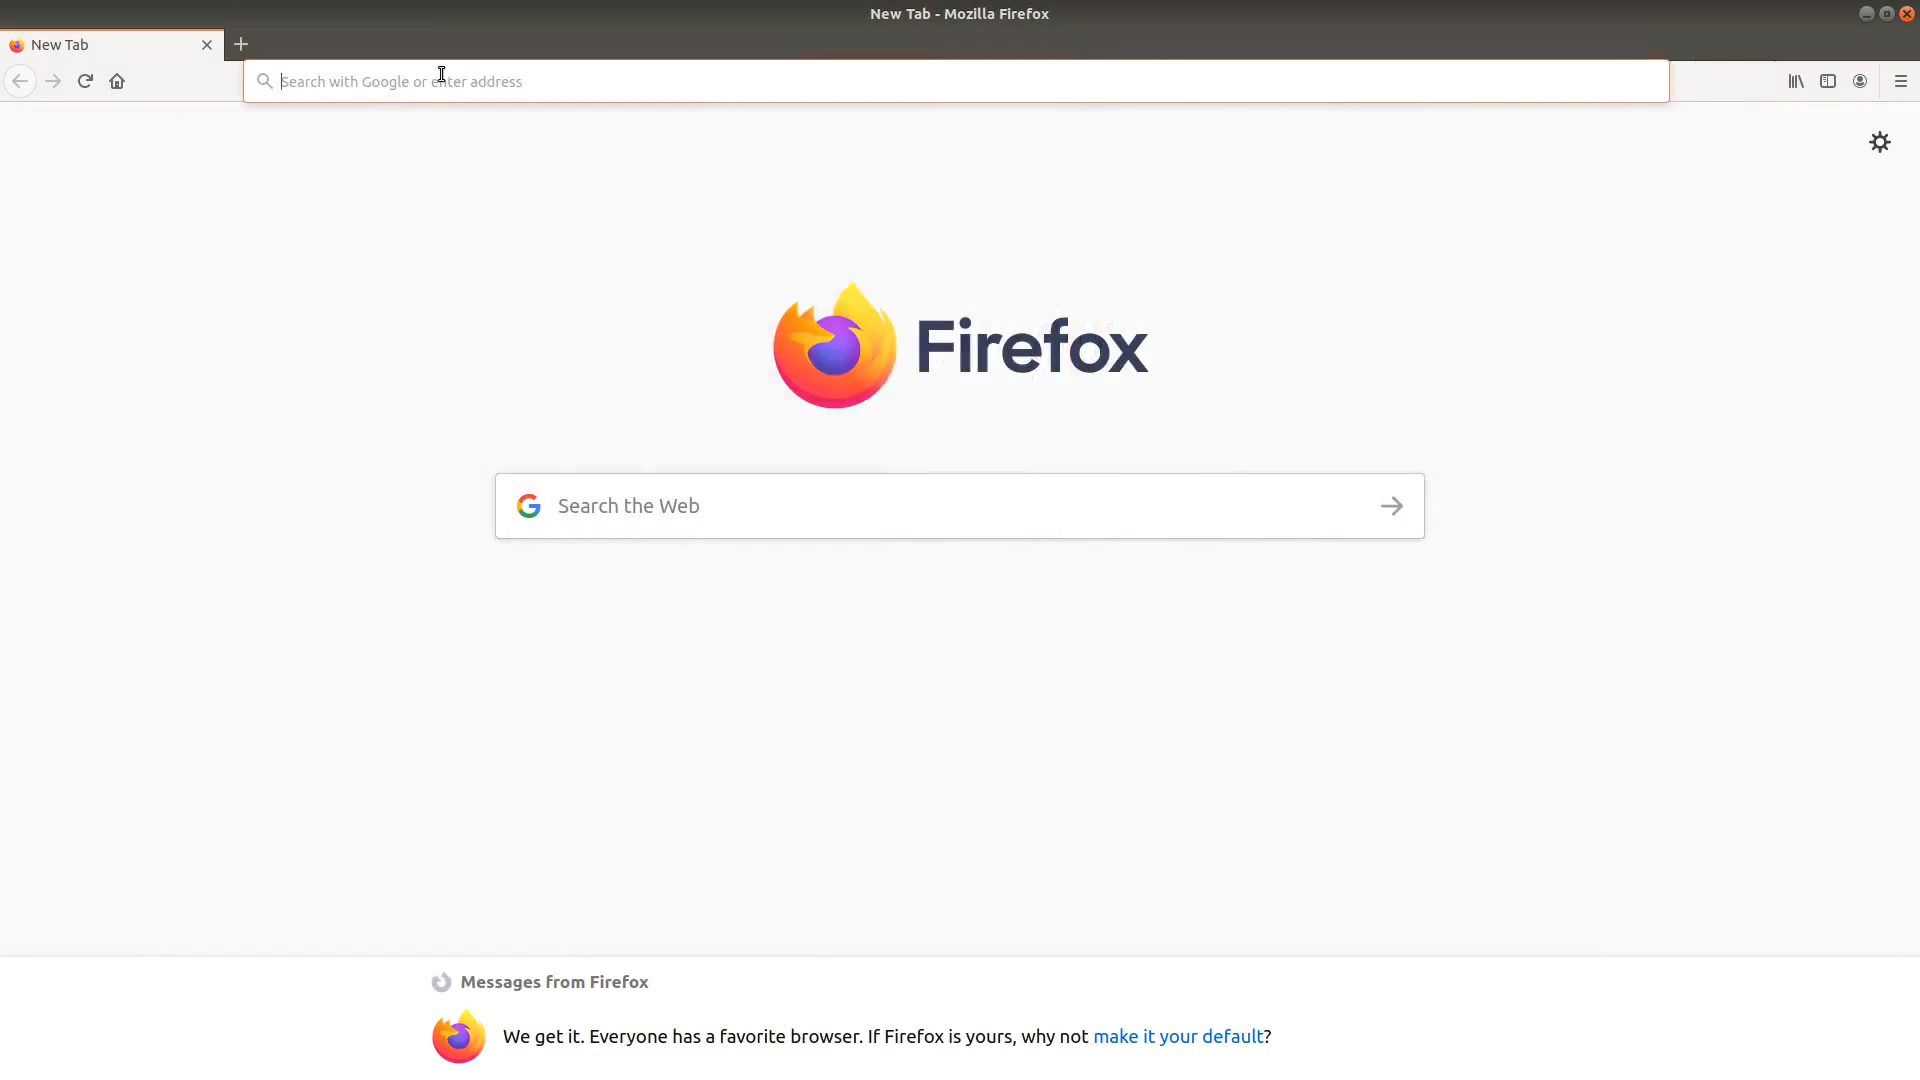 New Tab - Mozilla Firefox
New Tab
Search with Google or enter address
Firefox
Search the Web
Messages from Firefox
We get it. Everyone has a favorite browser. If Firefox is yours, why not make it your default?